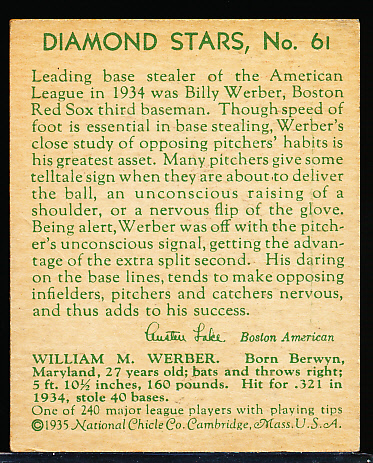 DIAMOND STARS, No. 61
Leading base stealer of the American
League in 1934 was Billy Werber, Boston
Red Sox third baseman. Though speed of
foot is essential in base stealing, Werber's
close study of opposing pitchers' habits is
his greatest asset. Many pitchers give some
telltale sign when they are about to deliver
the ball, an unconscious raising of a
shoulder, or a nervous flip of the glove.
Being alert, Werber was off with the pitch-
er's unconscious signal, getting the advan-
tage of the extra split second. His daring
on the base lines, tends to make opposing
infielders, pitchers and catchers nervous,
and thus adds to his success.
Austen Lake Boston American
WILLIAM M. WERBER. Born Berwyn,
Maryland, 27 years old; bats and throws right;
5 ft. 10½ inches, 160 pounds. Hit for .321 in
1934, stole 40 bases.
One of 240 major league players with playing tips
©1935 National Chicle Co. Cambridge, Mass. U.S.A.